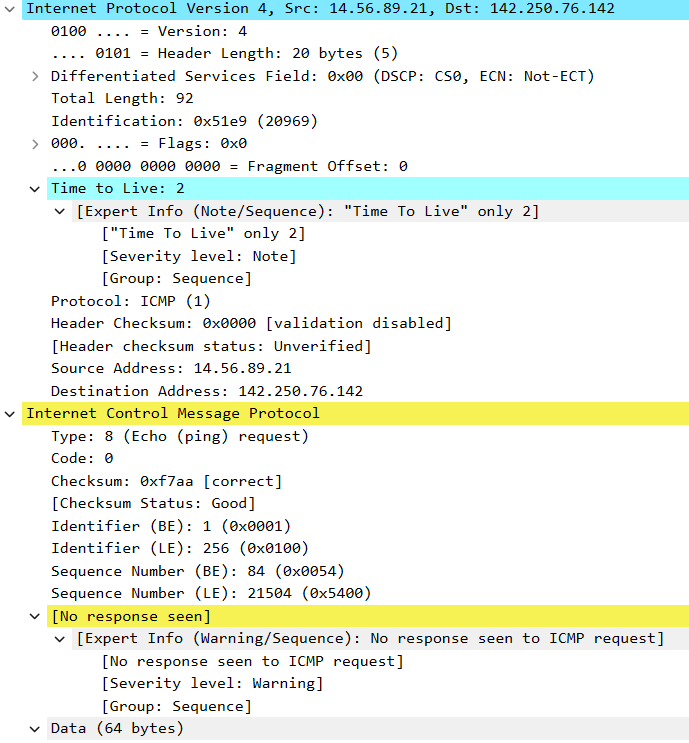 Internet Protocol Version 4, Src: 14.56.89.21, Dst: 142.250.76.142
0100 .... = Version: 4
.... 0101 = Header Length: 20 bytes (5)
Differentiated Services Field: 0x00 (DSCP: CS0, ECN: Not-ECT)
Total Length: 92
Identification: 0x51e9 (20969)
000. .... = Flags: 0x0
...0 0000 0000 0000 = Fragment Offset: 0
Time to Live: 2
[Expert Info (Note/Sequence): "Time To Live" only 2]
["Time To Live" only 2]
[Severity level: Note]
[Group: Sequence]
Protocol: ICMP (1)
Header Checksum: 0x0000 [validation disabled]
[Header checksum status: Unverified]
Source Address: 14.56.89.21
Destination Address: 142.250.76.142
Internet Control Message Protocol
Type: 8 (Echo (ping) request)
Code: 0
Checksum: 0xf7aa [correct]
[Checksum Status: Good]
Identifier (BE): 1 (0x0001)
Identifier (LE): 256 (0x0100)
Sequence Number (BE): 84 (0x0054)
Sequence Number (LE): 21504 (0x5400)
[No response seen]
[Expert Info (Warning/Sequence): No response seen to ICMP request]
[No response seen to ICMP request]
[Severity level: Warning]
[Group: Sequence]
Data (64 bytes)